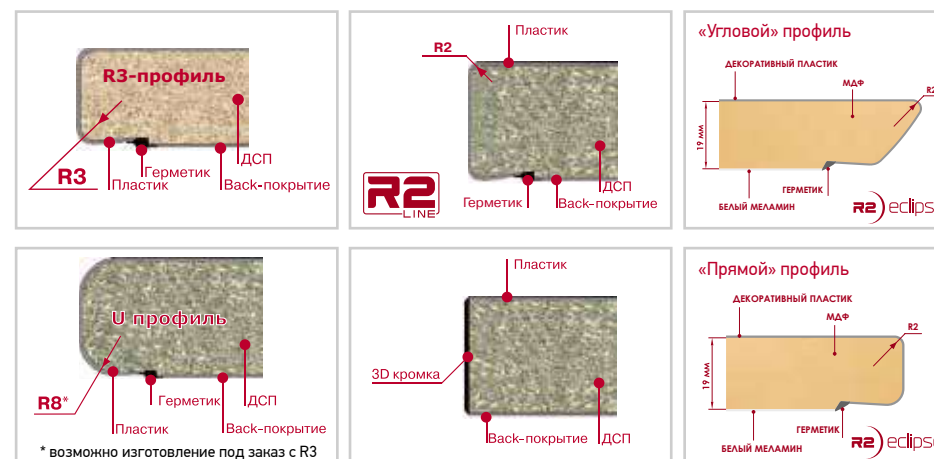 R3-профиль
R3
Пластик
Герметик
ДСП
Back-покрытие
Пластик
R2
R2
LINE
Герметик
ДСП
Back-покрытие
«Угловой» профиль
ДЕКОРАТИВНЫЙ ПЛАСТИК
МДФ
R2
19 мм
ГЕРМЕТИК
БЕЛЫЙ МЕЛАМИН
R2 eclips
U профиль
R8*
Герметик
ДСП
Пластик
Back-покрытие
* возможно изготовление под заказ с R3
Пластик
3D кромка
Back-покрытие
ДСП
«Прямой» профиль
ДЕКОРАТИВНЫЙ ПЛАСТИК
МДФ
R2
19 мм
ГЕРМЕТИК
БЕЛЫЙ МЕЛАМИН
R2 eclips